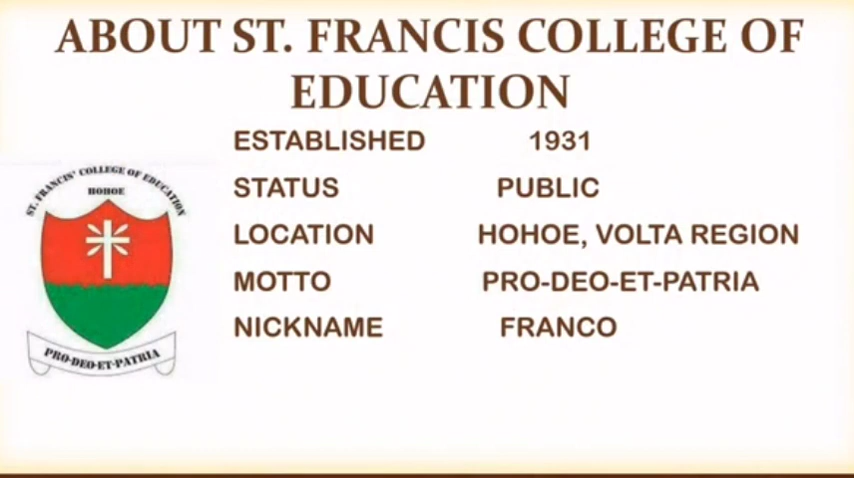 ABOUT ST. FRANCIS COLLEGE OF
EDUCATION
ESTABLISHED 1931
STATUS PUBLIC
LOCATION HOHOE, VOLTA REGION
MOTTO PRO-DEO-ET-PATRIA
NICKNAME FRANCO
ST. FRANCIS' COLLEGE OF EDUCATION
HOHOE
PRO-DEO-ET-PATRIA